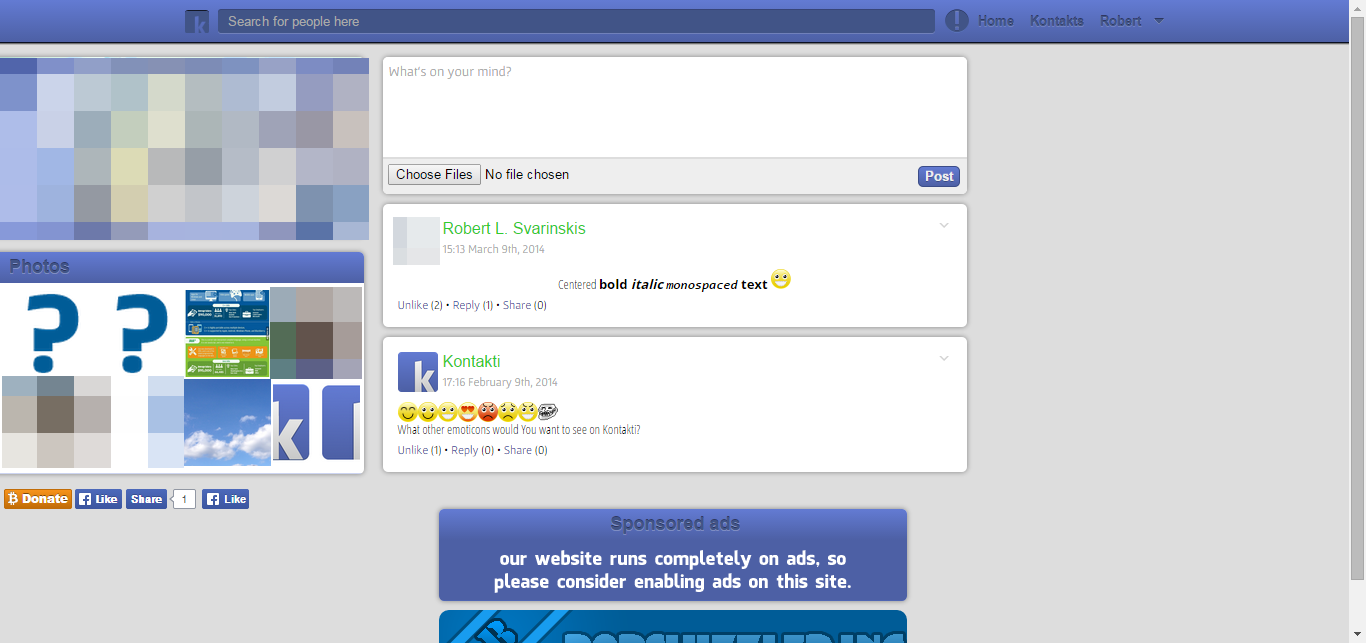 k
Search for people here
Home
Kontakts
Robert
What's on your mind?
Choose Files
No file chosen
Post
Photos
? ?
k
Robert L. Svarinskis
15:13 March 9th, 2014
Centered bold italic monospaced text
Unlike (2) • Reply (1) • Share (0)
k
Kontakti
17:16 February 9th, 2014
What other emoticons would You want to see on Kontakti?
Unlike (1) • Reply (0) • Share (0)
Donate
Like
Share
1
Like
Sponsored ads
our website runs completely on ads, so
please consider enabling ads on this site.